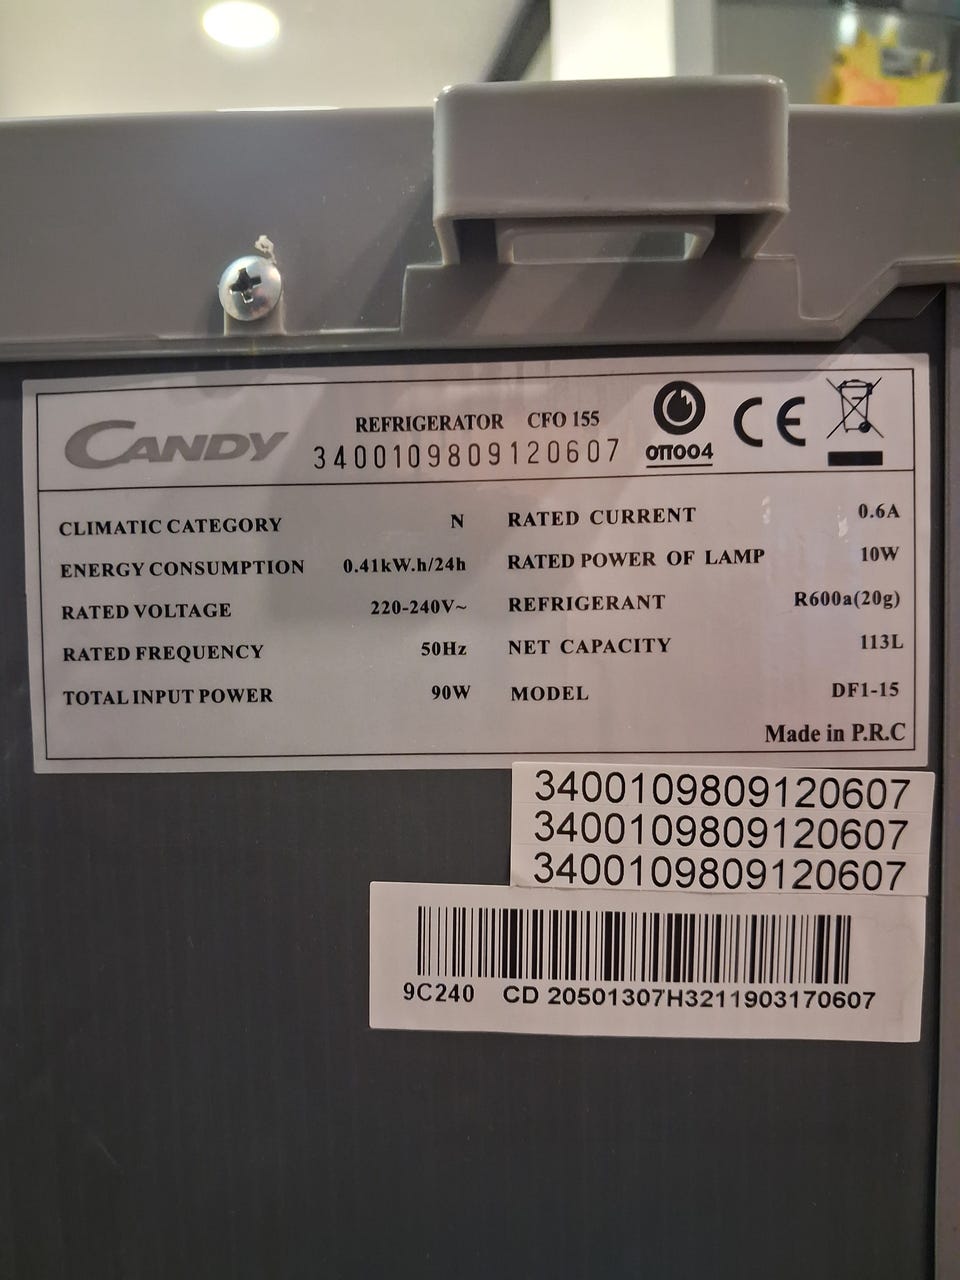 CANDY
REFRIGERATOR CFO 155
3400109809120607
ОТТ004
CE
CLIMATIC CATEGORY N
ENERGY CONSUMPTION 0.41kW.h/24h
RATED VOLTAGE 220-240V~
RATED FREQUENCY 50Hz
TOTAL INPUT POWER 90W
RATED CURRENT 0.6A
RATED POWER OF LAMP 10W
REFRIGERANT R600a(20g)
NET CAPACITY 113L
MODEL DF1-15
Made in P.R.C
3400109809120607
3400109809120607
3400109809120607
9C240 CD 20501307H3211903170607